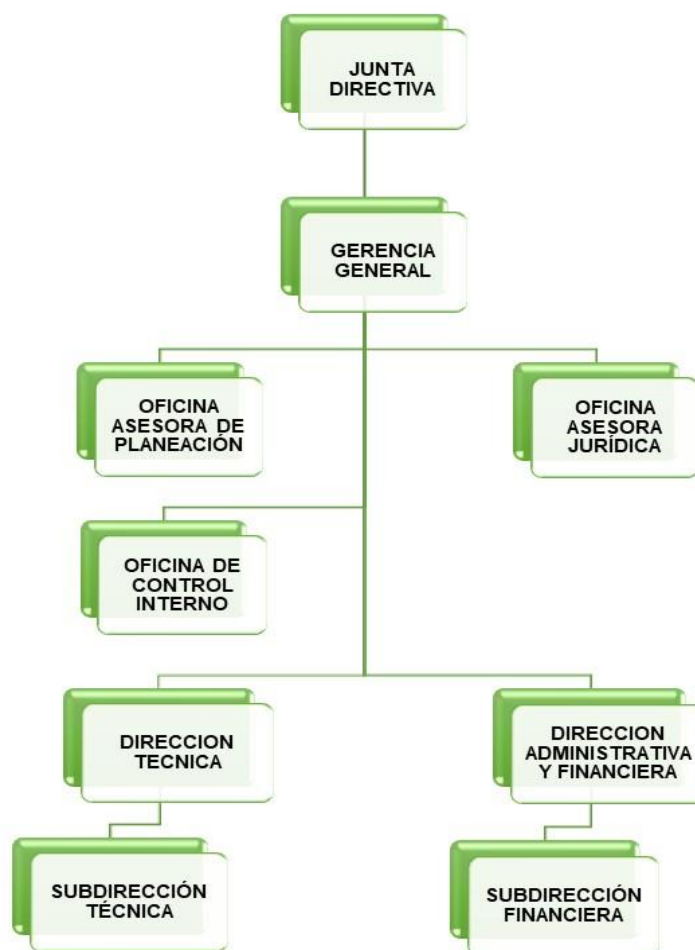 JUNTA
DIRECTIVA
GERENCIA
GENERAL
OFICINA
ASESORA DE
PLANEACIÓN
OFICINA
ASESORA
JURÍDICA
OFICINA DE
CONTROL
INTERNO
DIRECCION
TECNICA
DIRECCION
ADMINISTRATIVA
Y FINANCIERA
SUBDIRECCIÓN
TÉCNICA
SUBDIRECCIÓN
FINANCIERA